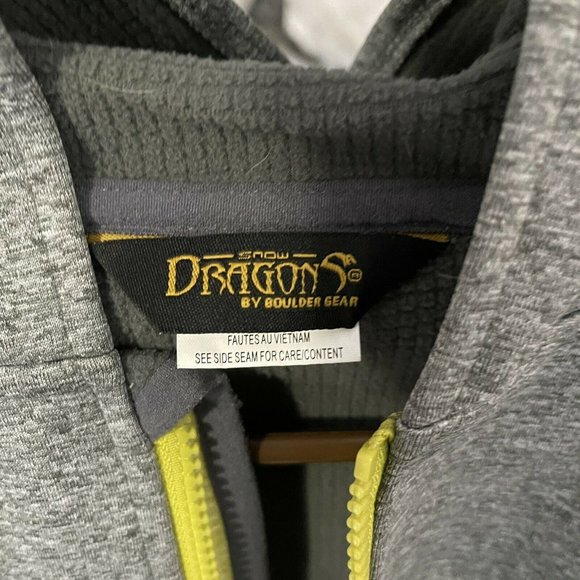 SNOW
DRAGONS®
BY BOULDER GEAR
FAUTES AU VIETNAM
SEE SIDE SEAM FOR CARE/CONTENT